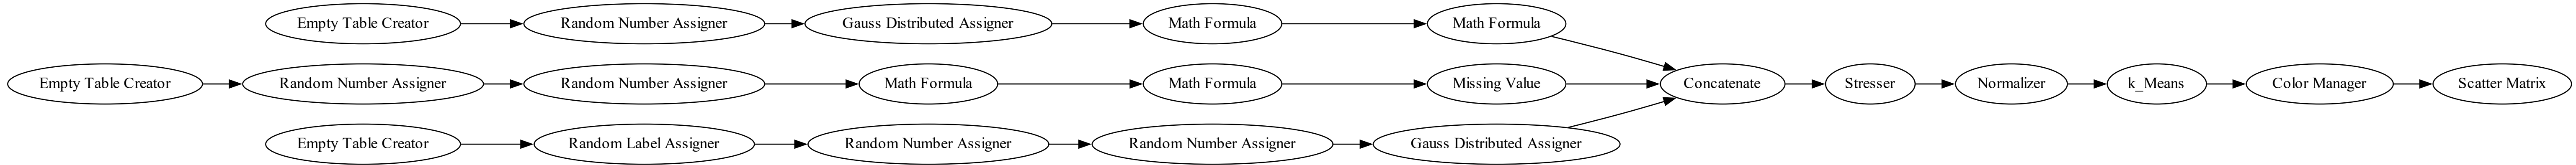 Empty Table Creator
Random Number Assigner
Gauss Distributed Assigner
Math Formula
Math Formula
Empty Table Creator
Random Number Assigner
Random Number Assigner
Math Formula
Math Formula
Missing Value
Concatenate
Stresser
Normalizer
k_Means
Color Manager
Scatter Matrix
Empty Table Creator
Random Label Assigner
Random Number Assigner
Random Number Assigner
Gauss Distributed Assigner